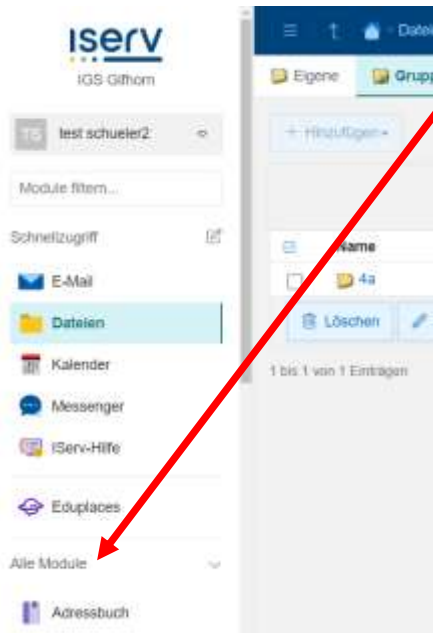 IServ
IGS Gifhorn
TS test schueler2
Module filtern...
Schnellzugriff
E-Mail
Dateien
Kalender
Messenger
IServ-Hilfe
Eduplaces
Alle Module
Adressbuch
Eigene
+ Hinzufügen
Name
4a
Löschen
1 bis 1 von 1 Einträgen